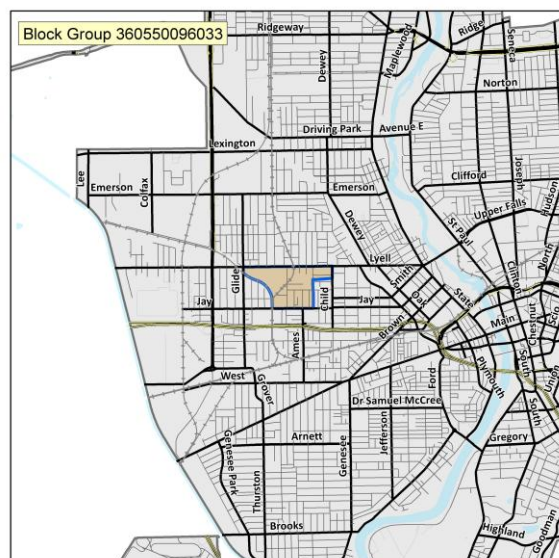 Block Group 360550096033
Ridgeway
Dewey
Maplewood
Ridge
Seneca
Norton
Driving Park
Avenue E
Lexington
Lee
Emerson
Colfax
Emerson
Clifford
Joseph
Hudson
Upper Falls
Dewey
St Paul
North
Lyell
Clinton
Glide
Smith
State
Jay
Child
Jay
Oak
Main
Chestnut
Scio
Ames
Brown
Plymouth
South
Union
West
Grover
Ford
Dr Samuel McCree
South
Arnett
Genesee Park
Genesee
Jefferson
Gregory
Thurston
Brooks
Highland
Goodman